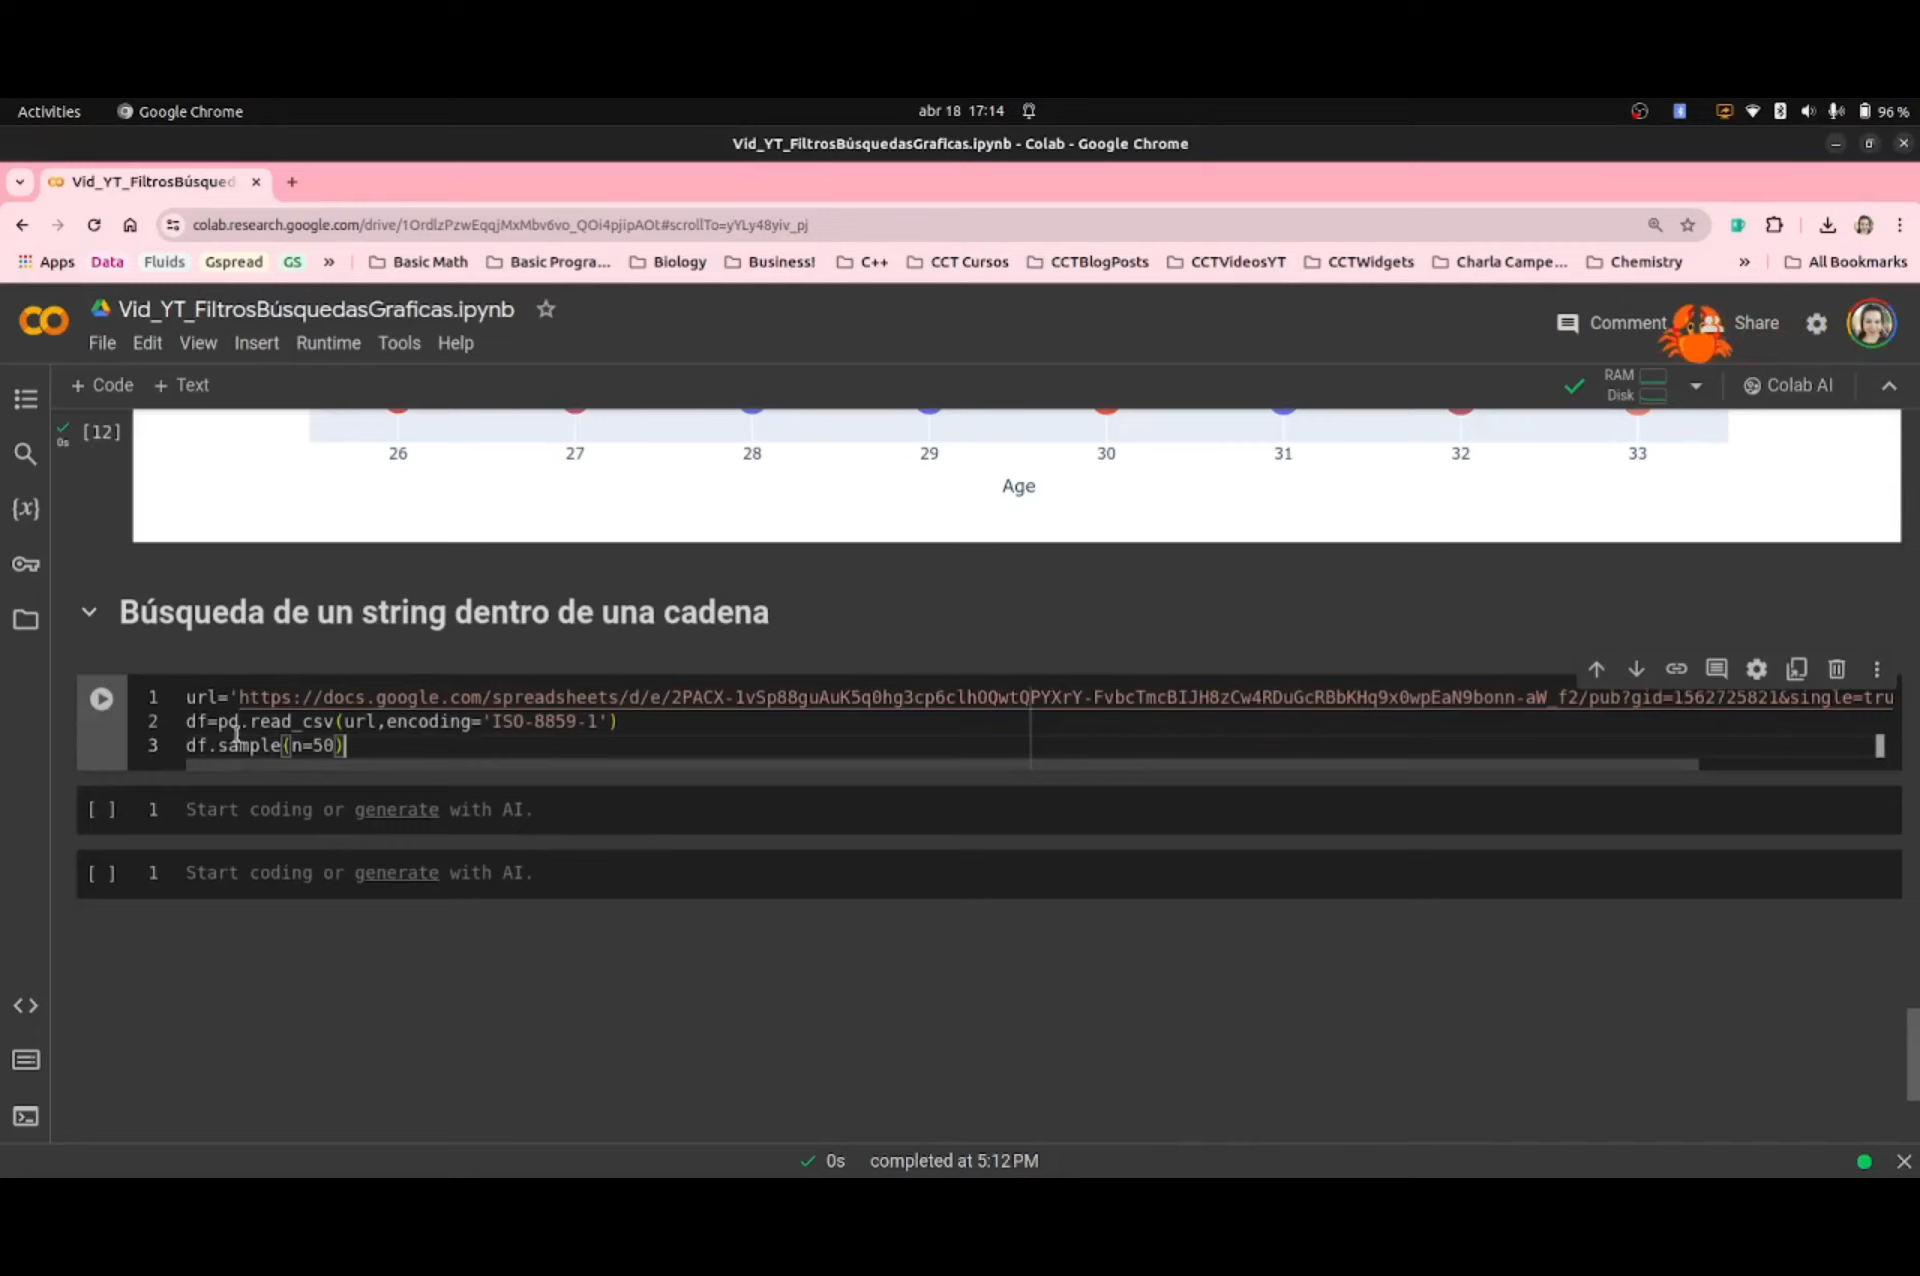 Activities Google Chrome abr 18 17:14 96 %
Vid_YT_FiltrosBúsquedasGraficas.ipynb - Colab - Google Chrome
Vid_YT_FiltrosBúsqued
colab.research.google.com/drive/1OrdlzPzwEqqjMxMbv6vo_QOi4pjipAOt#scrollTo=yYLy48yiv_pj
Apps Data Fluids Gspread GS » Basic Math Basic Progra... Biology Business! C++ CCT Cursos CCTBlogPosts CCTVideosYT CCTWidgets Charla Campe... Chemistry » All Bookmarks
Vid_YT_FiltrosBúsquedasGraficas.ipynb
Comment Share
File Edit View Insert Runtime Tools Help
+ Code + Text
RAM
Disk
Colab AI
0s [12]
26 27 28 29 30 31 32 33
Age
Búsqueda de un string dentro de una cadena
1 url='https://docs.google.com/spreadsheets/d/e/2PACX-1vSp88guAuK5q0hg3cp6clhOQwtQPYXrY-FvbcTmcBIJH8zCw4RDuGcRBbKHq9x0wpEaN9bonn-aW_f2/pub?gid=1562725821&single=tru
2 df=pd.read_csv(url,encoding='ISO-8859-1')
3 df.sample(n=50)
[ ] 1 Start coding or generate with AI.
[ ] 1 Start coding or generate with AI.
0s completed at 5:12 PM